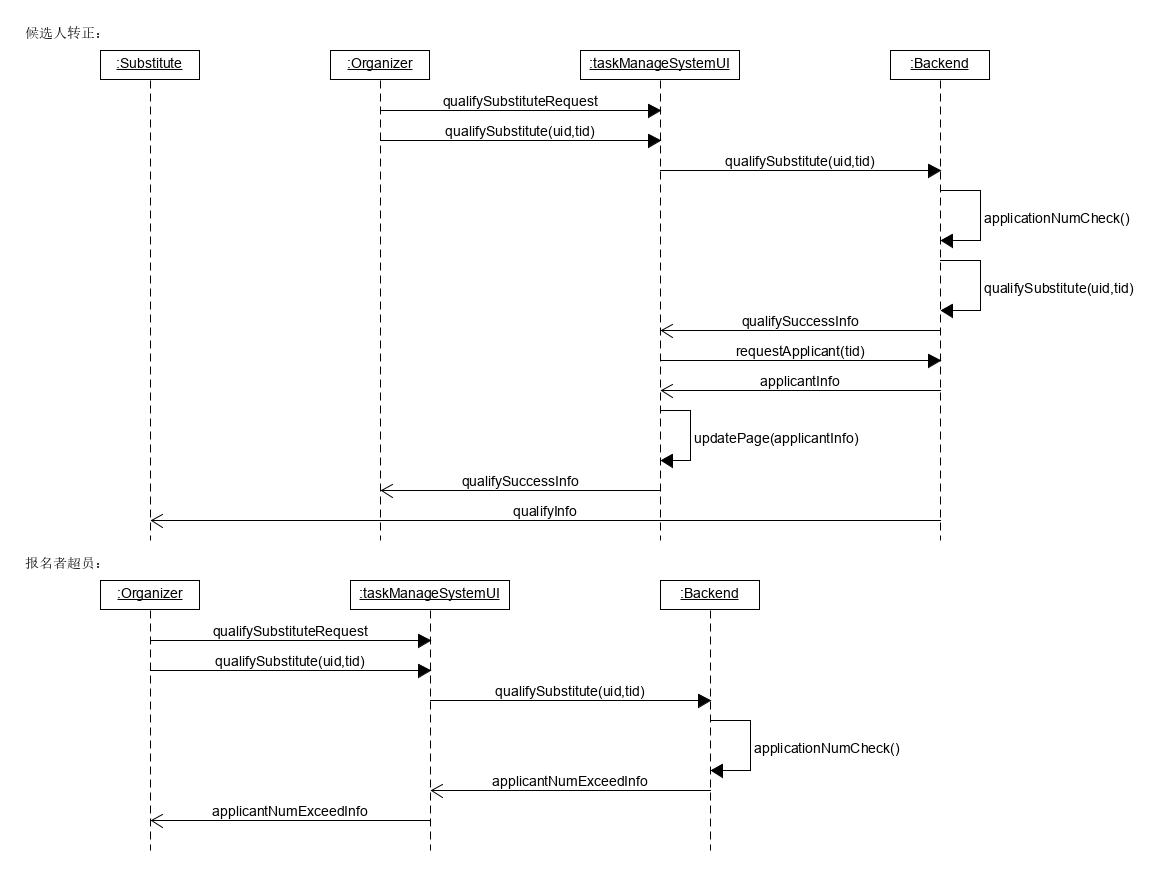 候选人转正：
:Substitute :Organizer :taskManageSystemUI :Backend
qualifySubstituteRequest
qualifySubstitute(uid,tid)
qualifySubstitute(uid,tid)
applicationNumCheck()
qualifySubstitute(uid,tid)
qualifySuccessInfo
requestApplicant(tid)
applicantInfo
updatePage(applicantInfo)
qualifySuccessInfo
qualifyInfo
报名者超员：
:Organizer :taskManageSystemUI :Backend
qualifySubstituteRequest
qualifySubstitute(uid,tid)
qualifySubstitute(uid,tid)
applicationNumCheck()
applicantNumExceedInfo
applicantNumExceedInfo